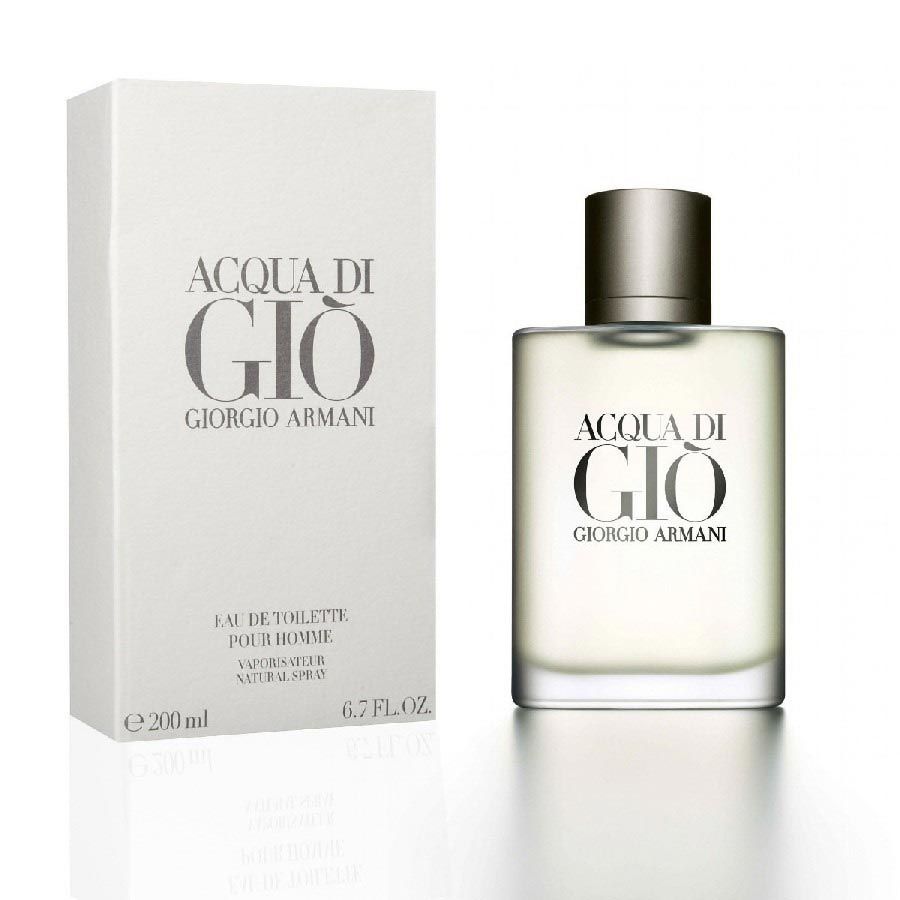 ACQUA DI
GIÒ
GIORGIO ARMANI
EAU DE TOILETTE
POUR HOMME
VAPORISATEUR
NATURAL SPRAY
℮ 200 ml 6.7 FL.OZ.
ACQUA DI
GIÒ
GIORGIO ARMANI